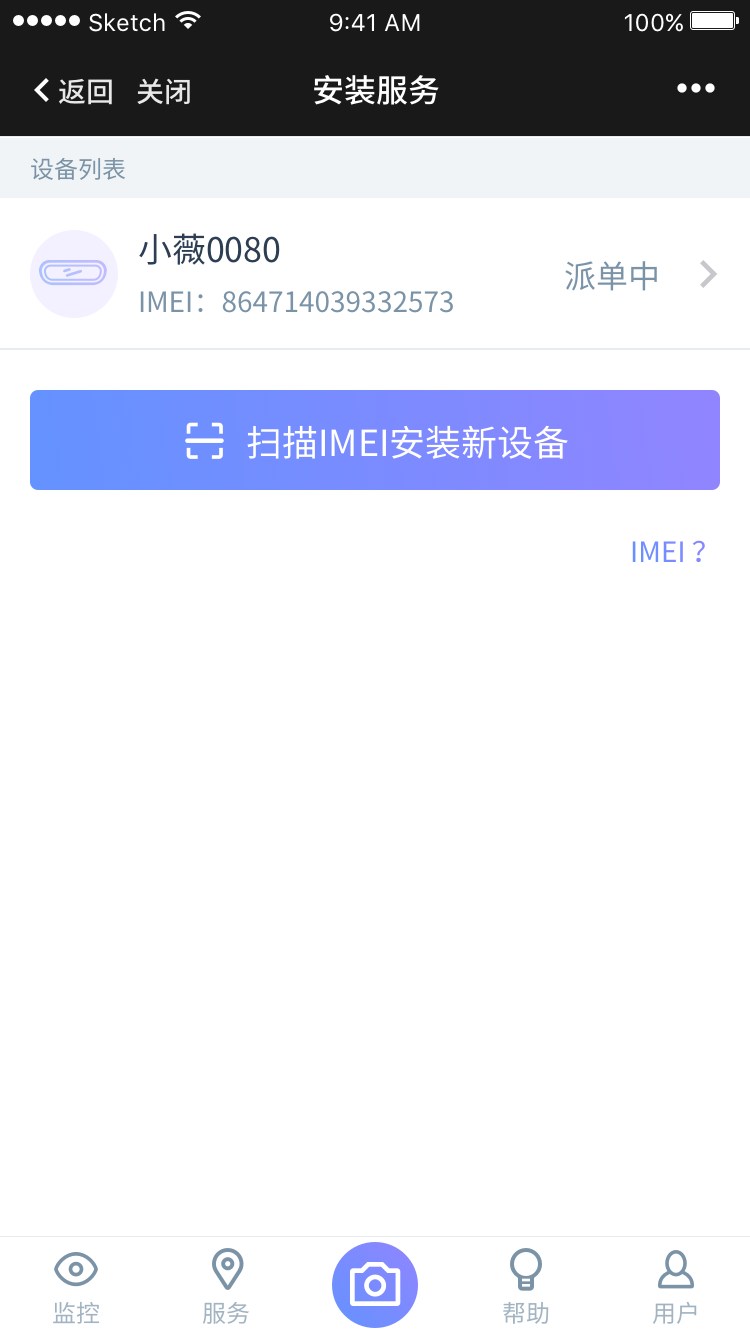 Sketch 9:41 AM 100%
返回 关闭 安装服务
设备列表
小薇0080
IMEI：864714039332573
派单中
扫描IMEI安装新设备
IMEI？
监控 服务 帮助 用户